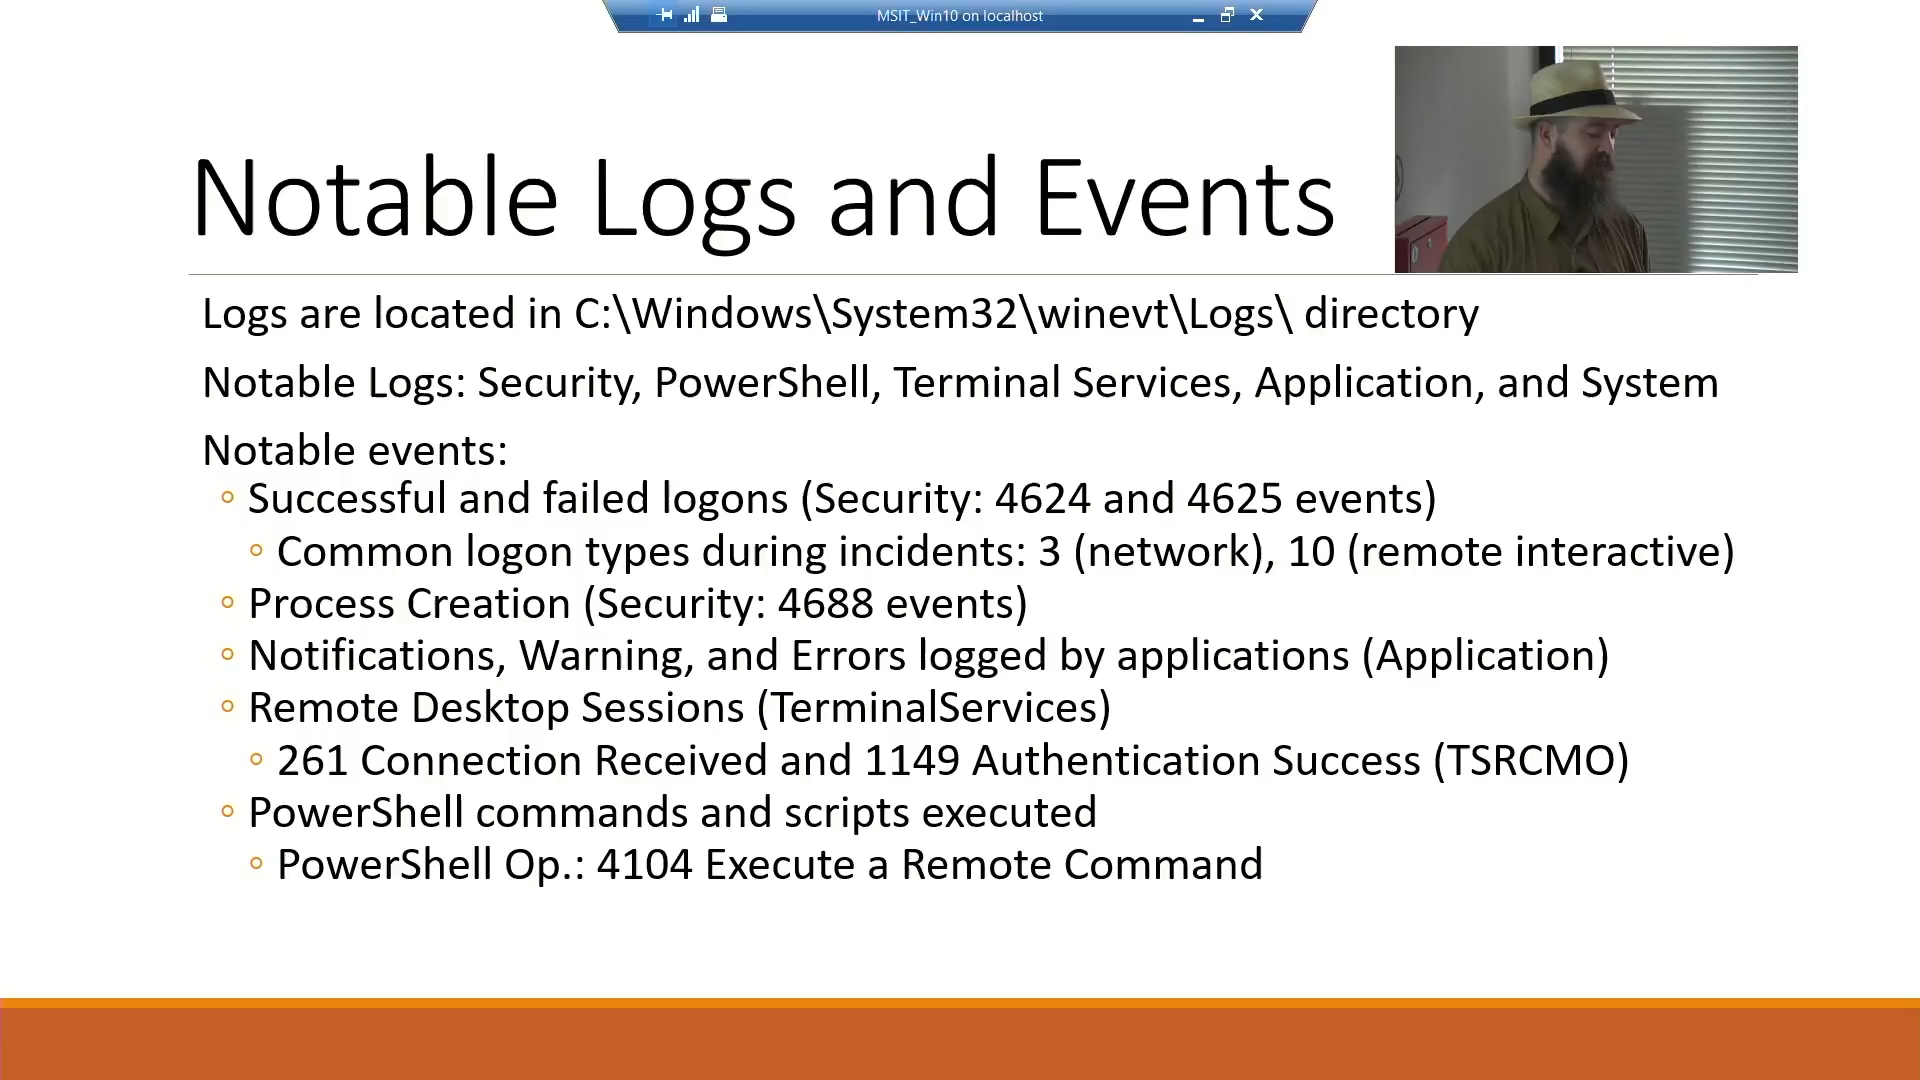 MSIT_Win10 on localhost
Notable Logs and Events
Logs are located in C:\Windows\System32\winevt\Logs\ directory
Notable Logs: Security, PowerShell, Terminal Services, Application, and System
Notable events:
Successful and failed logons (Security: 4624 and 4625 events)
Common logon types during incidents: 3 (network), 10 (remote interactive)
Process Creation (Security: 4688 events)
Notifications, Warning, and Errors logged by applications (Application)
Remote Desktop Sessions (TerminalServices)
261 Connection Received and 1149 Authentication Success (TSRCMO)
PowerShell commands and scripts executed
PowerShell Op.: 4104 Execute a Remote Command